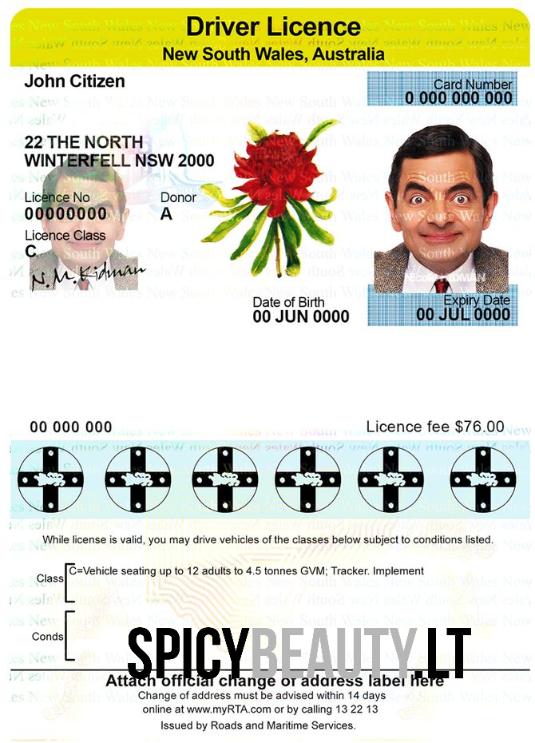 Driver Licence
New South Wales, Australia
John Citizen
Card Number
0 000 000 000
22 THE NORTH
WINTERFELL NSW 2000
Licence No
00000000
Donor
A
Licence Class
C
N.M.Kidman
Date of Birth
00 JUN 0000
Expiry Date
00 JUL 0000
00 000 000
Licence fee $76.00
While license is valid, you may drive vehicles of the classes below subject to conditions listed.
Class
C=Vehicle seating up to 12 adults to 4.5 tonnes GVM; Tracker. Implement
Conds
SPICYBEAUTY.LT
Attach official change of address label here
Change of address must be advised within 14 days
online at www.myRTA.com or by calling 13 22 13
Issued by Roads and Maritime Services.